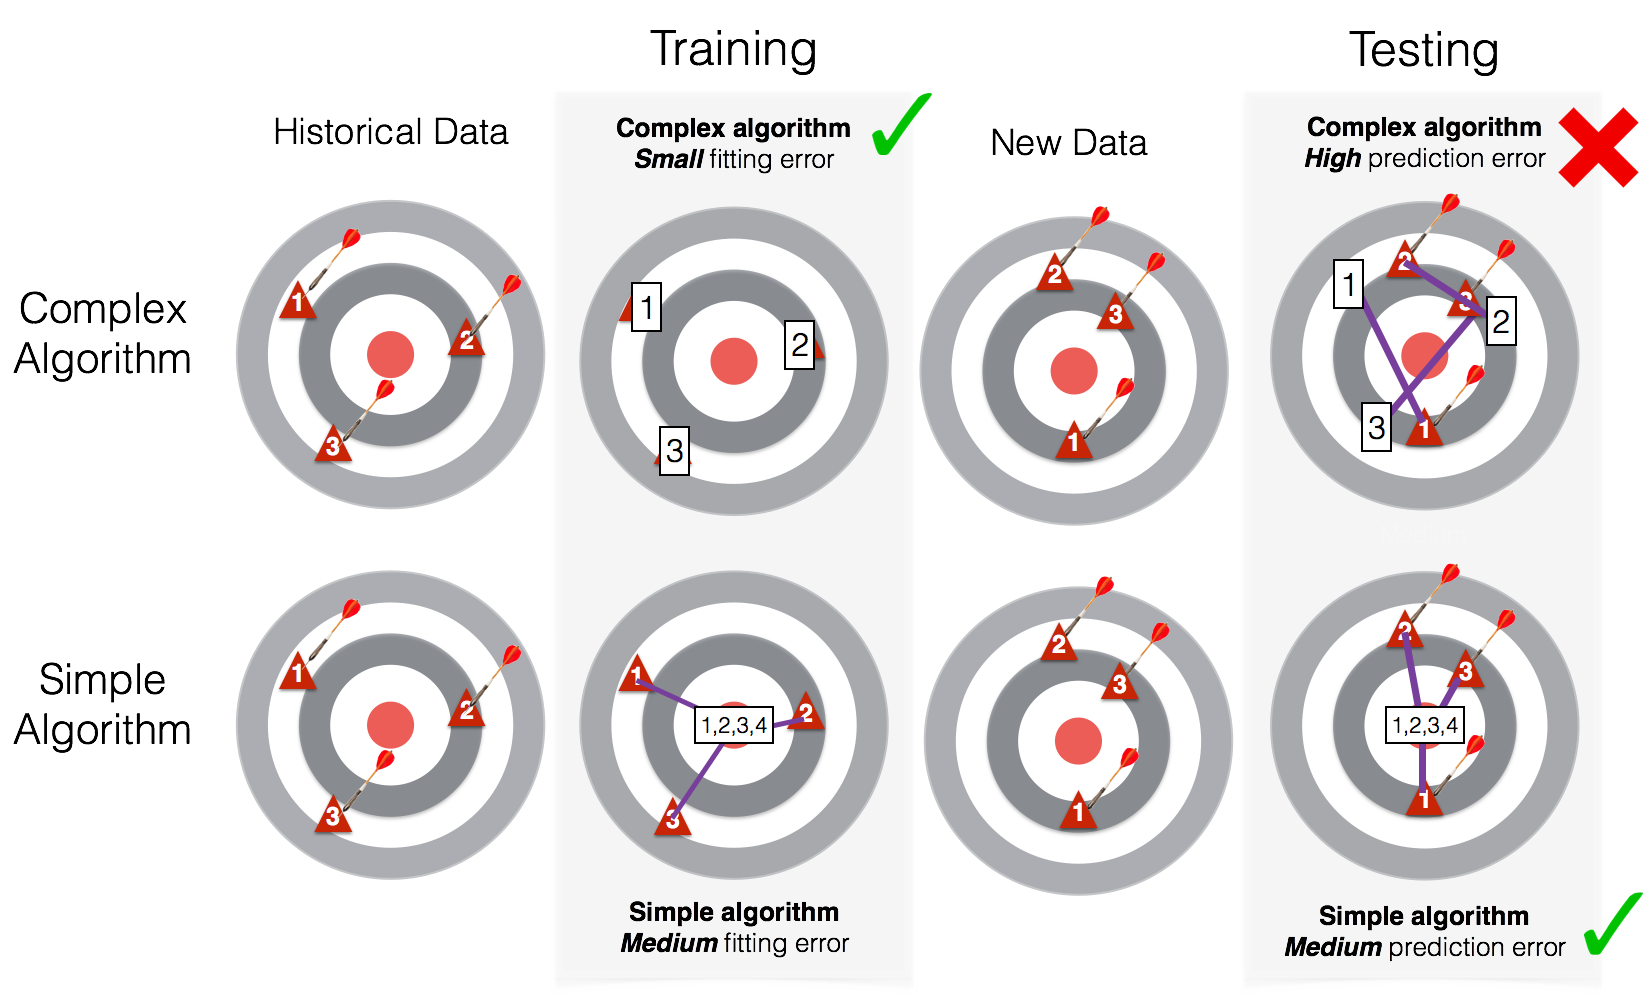 Training
Testing
Historical Data
Complex algorithm
Small fitting error
New Data
Complex algorithm
High prediction error
Complex
Algorithm
1
2
3
1
2
3
2
3
1
2
3
1
1
2
3
Simple
Algorithm
1
2
3
1
2
3
1,2,3,4
2
3
1
2
3
1
1,2,3,4
Simple algorithm
Medium fitting error
Simple algorithm
Medium prediction error